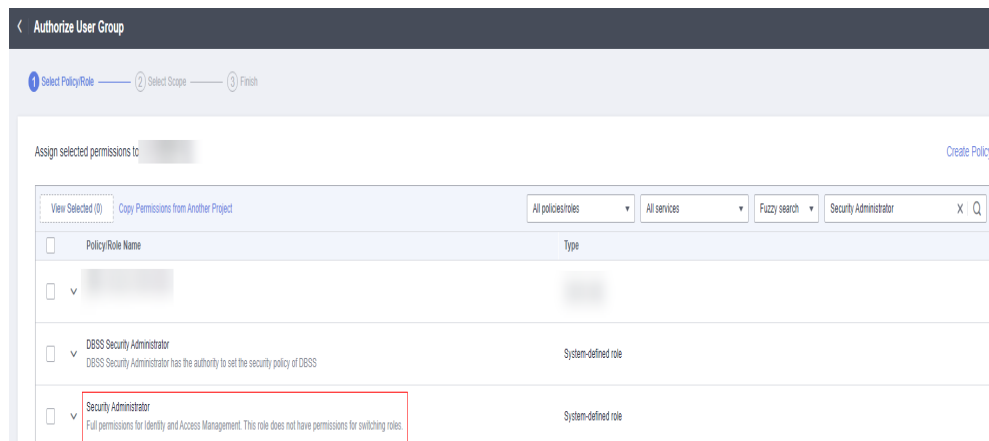 Authorize User Group
1 Select Policy/Role 2 Select Scope 3 Finish
Assign selected permissions to
Create Policy
View Selected (0) Copy Permissions from Another Project All policies/roles All services Fuzzy search Security Administrator
Policy/Role Name Type
DBSS Security Administrator
DBSS Security Administrator has the authority to set the security policy of DBSS
System-defined role
Security Administrator
Full permissions for Identity and Access Management. This role does not have permissions for switching roles.
System-defined role